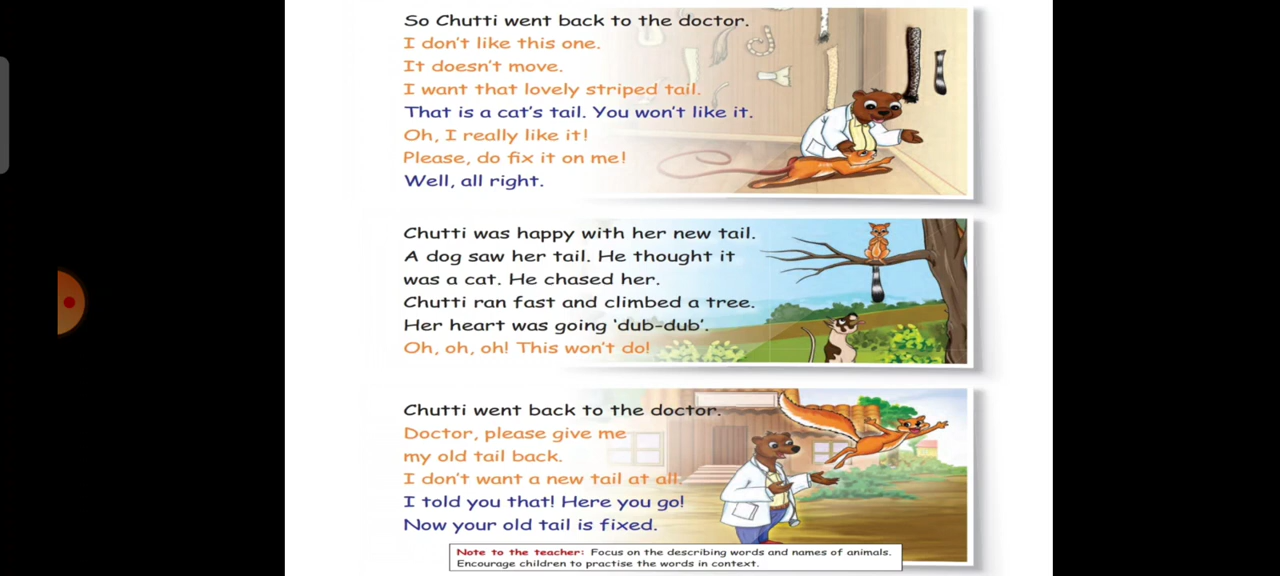 So Chutti went back to the doctor.
I don't like this one.
It doesn't move.
I want that lovely striped tail.
That is a cat's tail. You won't like it.
Oh, I really like it!
Please, do fix it on me!
Well, all right.
Chutti was happy with her new tail.
A dog saw her tail. He thought it
was a cat. He chased her.
Chutti ran fast and climbed a tree.
Her heart was going 'dub-dub'.
Oh, oh, oh! This won't do!
Chutti went back to the doctor.
Doctor, please give me
my old tail back.
I don't want a new tail at all.
I told you that! Here you go!
Now your old tail is fixed.
Note to the teacher: Focus on the describing words and names of animals.
Encourage children to practise the words in context.